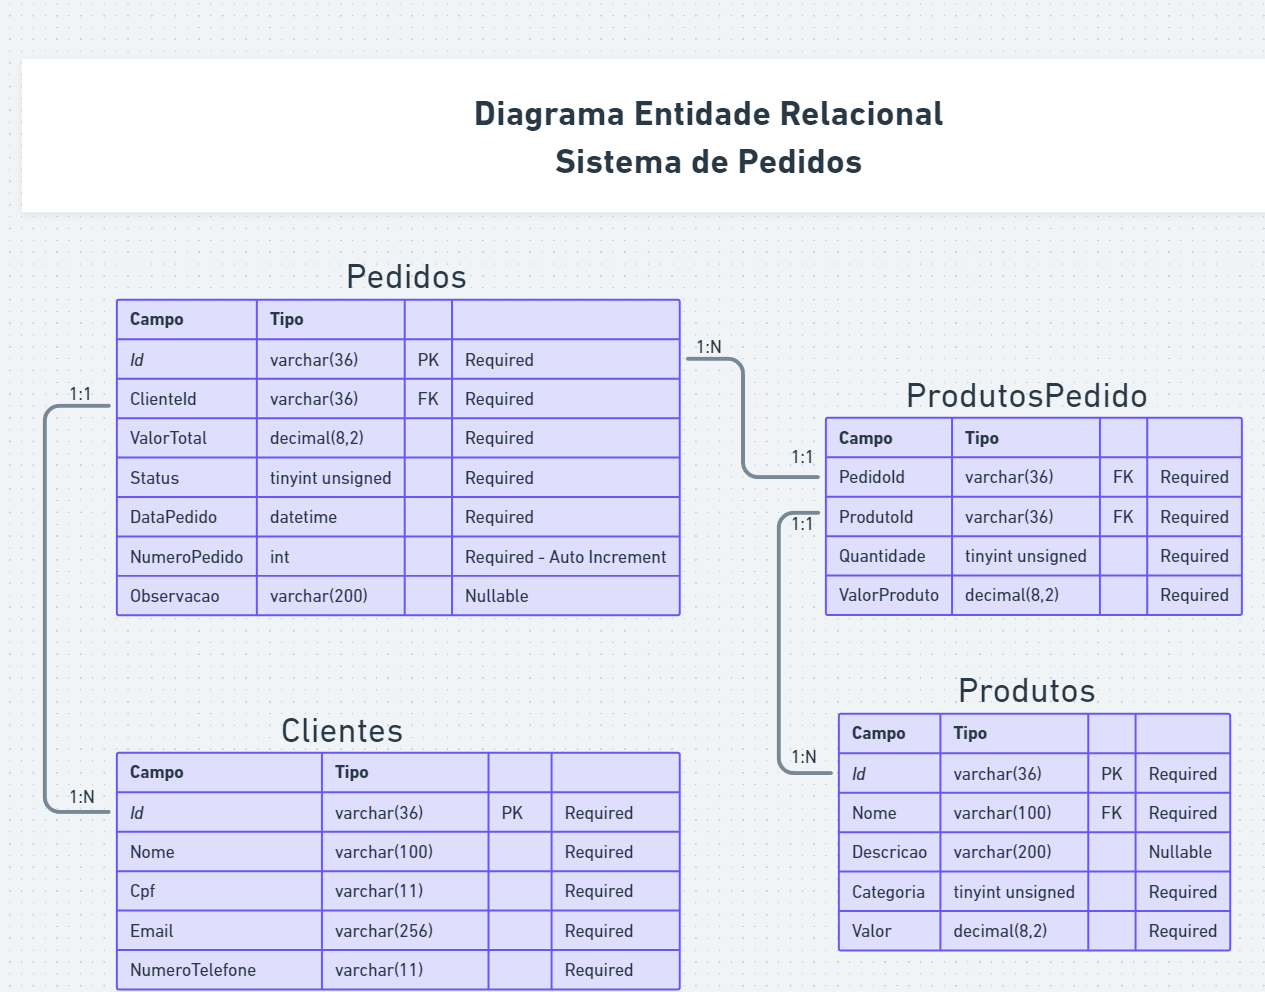 Diagrama Entidade Relacional
Sistema de Pedidos
Pedidos
Campo Tipo
Id varchar(36) PK Required
ClienteId varchar(36) FK Required
ValorTotal decimal(8,2) Required
Status tinyint unsigned Required
DataPedido datetime Required
NumeroPedido int Required - Auto Increment
Observacao varchar(200) Nullable
1:1
1:N
1:N
1:1
1:1
1:N
ProdutosPedido
Campo Tipo
PedidoId varchar(36) FK Required
ProdutoId varchar(36) FK Required
Quantidade tinyint unsigned Required
ValorProduto decimal(8,2) Required
Clientes
Campo Tipo
Id varchar(36) PK Required
Nome varchar(100) Required
Cpf varchar(11) Required
Email varchar(256) Required
NumeroTelefone varchar(11) Required
Produtos
Campo Tipo
Id varchar(36) PK Required
Nome varchar(100) FK Required
Descricao varchar(200) Nullable
Categoria tinyint unsigned Required
Valor decimal(8,2) Required